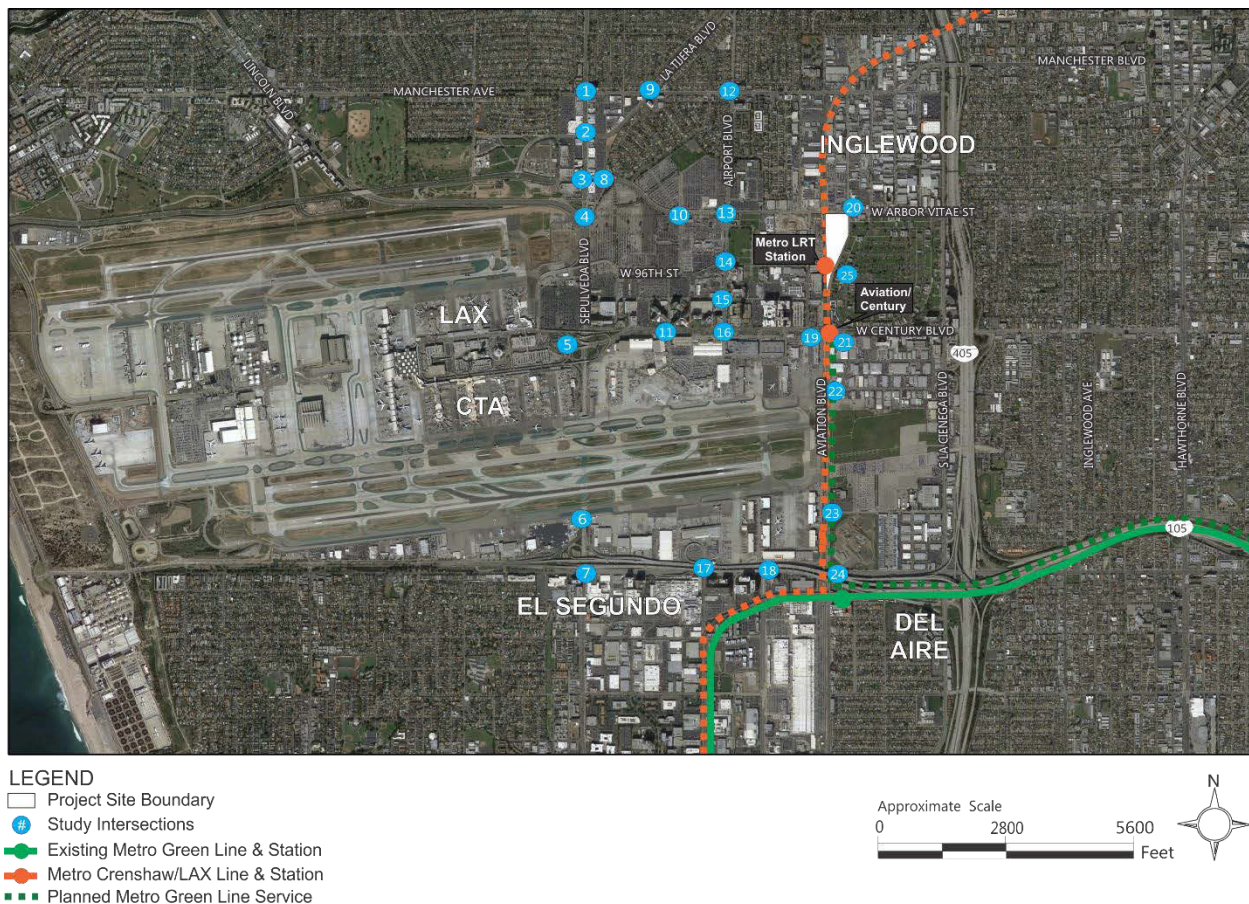 LA TIJERA BLVD
MANCHESTER BLVD
LINCOLN BLVD
MANCHESTER AVE
1
9
12
2
AIRPORT BLVD
INGLEWOOD
3
8
4
10
13
20
W ARBOR VITAE ST
SEPULVEDA BLVD
Metro LRT
Station
14
W 96TH ST
25
15
Aviation/
Century
LAX
11
16
19
W CENTURY BLVD
5
21
405
CTA
22
AVIATION BLVD
S LA CIENEGA BLVD
INGLEWOOD AVE
HAWTHORNE BLVD
6
23
105
7
17
18
24
EL SEGUNDO
DEL
AIRE
LEGEND
Project Site Boundary
# Study Intersections
Existing Metro Green Line & Station
Metro Crenshaw/LAX Line & Station
Planned Metro Green Line Service
Approximate Scale
0 2800 5600
Feet
N